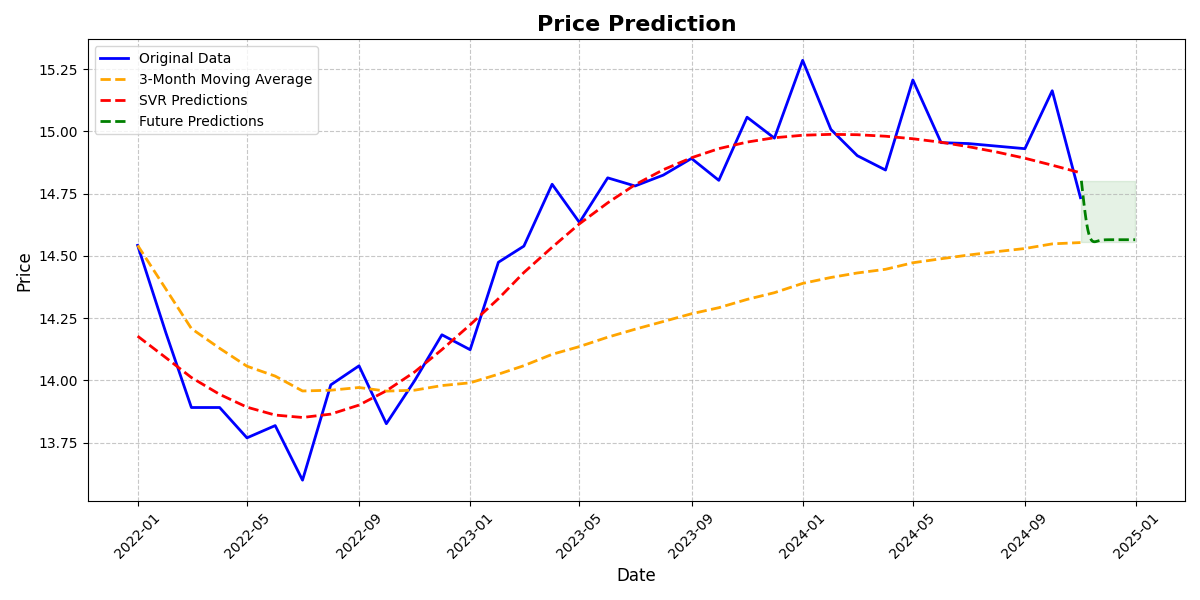 Price Prediction
Original Data
3-Month Moving Average
SVR Predictions
Future Predictions
Price
15.25
15.00
14.75
14.50
14.25
14.00
13.75
2022-01
2022-05
2022-09
2023-01
2023-05
2023-09
2024-01
2024-05
2024-09
2025-01
Date